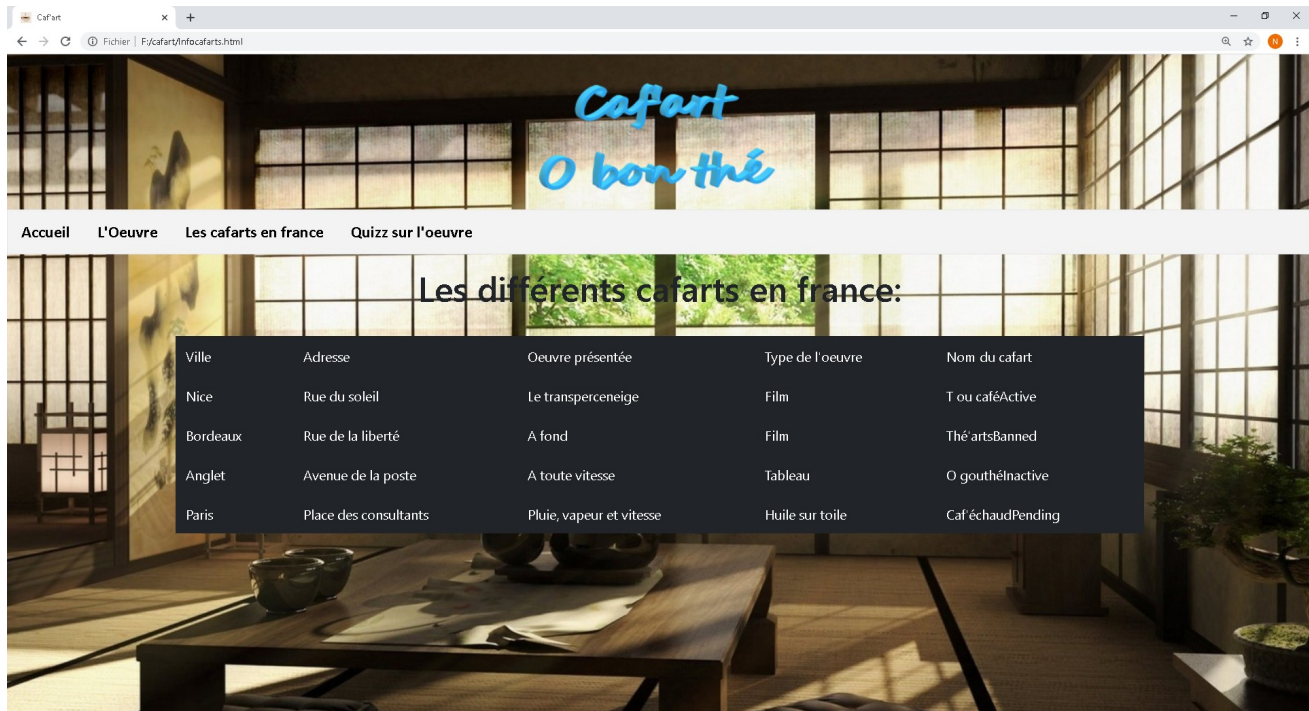 Caf'art
Fichier F:/cafart/Infocafarts.html
N
Caf'art
O bon thé
Accueil L'Oeuvre Les cafarts en france Quizz sur l'oeuvre
Les différents cafarts en france:
Ville Adresse Oeuvre présentée Type de l'oeuvre Nom du cafart
Nice Rue du soleil Le transperceneige Film T ou caféActive
Bordeaux Rue de la liberté A fond Film Thé'artsBanned
Anglet Avenue de la poste A toute vitesse Tableau O gouthéInactive
Paris Place des consultants Pluie, vapeur et vitesse Huile sur toile Caf'échaudPending